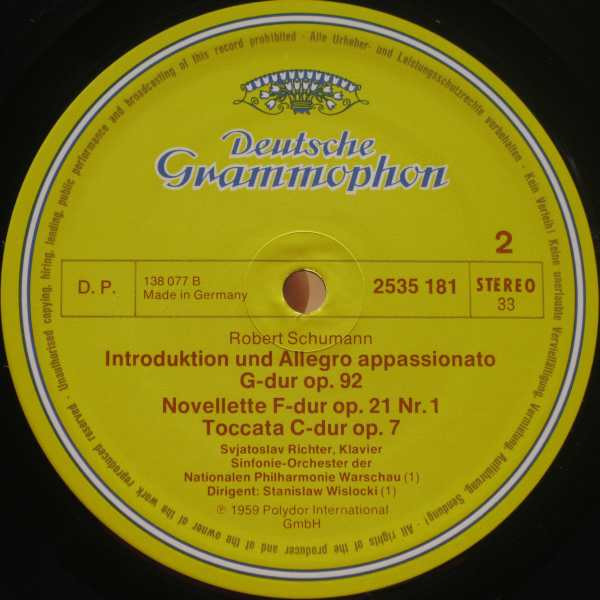 Deutsche
Grammophon
2
D. P.
138 077 B
Made in Germany
2535 181
STEREO
33
Robert Schumann
Introduktion und Allegro appassionato
G-dur op. 92
Novellette F-dur op. 21 Nr. 1
Toccata C-dur op. 7
Svjatoslav Richter, Klavier
Sinfonie-Orchester der
Nationalen Philharmonie Warschau (1)
Dirigent: Stanislaw Wislocki (1)
℗ 1959 Polydor International
GmbH
Alle Urheber- und Leistungsschutzrechte vorbehalten · Kein Verleih! Keine unerlaubte Vervielfältigung, Vermietung, Aufführung, Sendung! · All rights of the producer and of the owner of the work reproduced reserved · Unauthorised copying, hiring, lending, public performance and broadcasting of this record prohibited ·